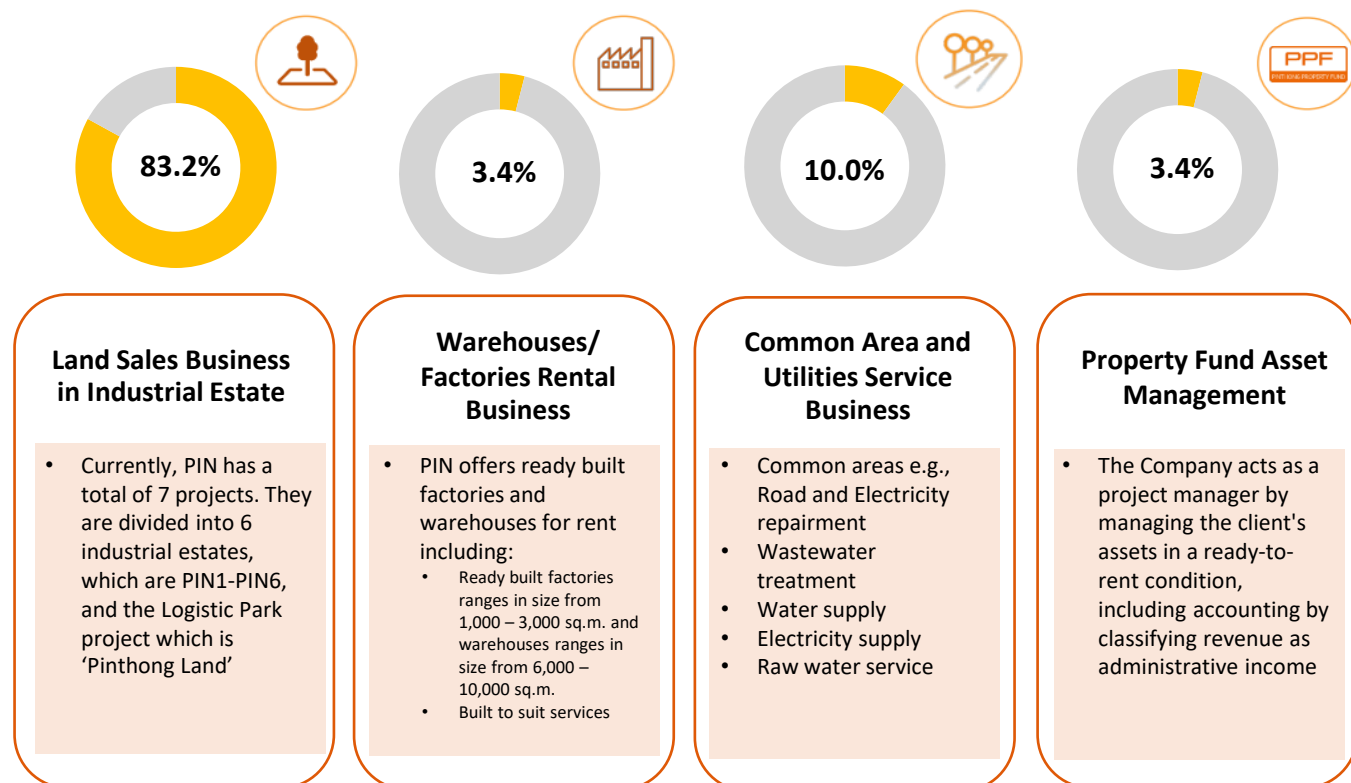 PPF
PINTHONG PROPERTY FUND
83.2%
3.4%
10.0%
3.4%
Land Sales Business
in Industrial Estate
• Currently, PIN has a
total of 7 projects. They
are divided into 6
industrial estates,
which are PIN1-PIN6,
and the Logistic Park
project which is
‘Pinthong Land’
Warehouses/
Factories Rental
Business
• PIN offers ready built
factories and
warehouses for rent
including:
• Ready built factories
ranges in size from
1,000 – 3,000 sq.m. and
warehouses ranges in
size from 6,000 –
10,000 sq.m.
• Built to suit services
Common Area and
Utilities Service
Business
• Common areas e.g.,
Road and Electricity
repairment
• Wastewater
treatment
• Water supply
• Electricity supply
• Raw water service
Property Fund Asset
Management
• The Company acts as a
project manager by
managing the client's
assets in a ready-to-
rent condition,
including accounting by
classifying revenue as
administrative income